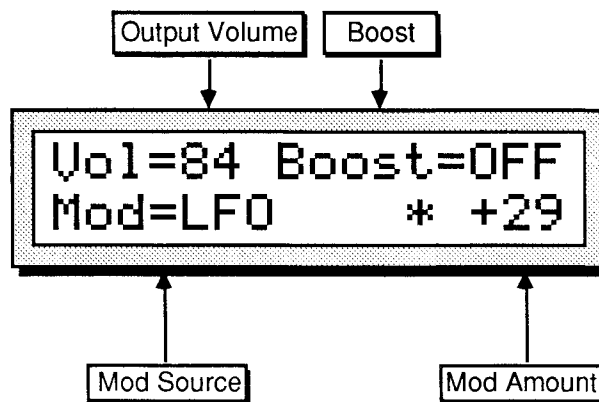 Output Volume Boost
Vol=84 Boost=OFF
Mod=LFO * +29
Mod Source Mod Amount